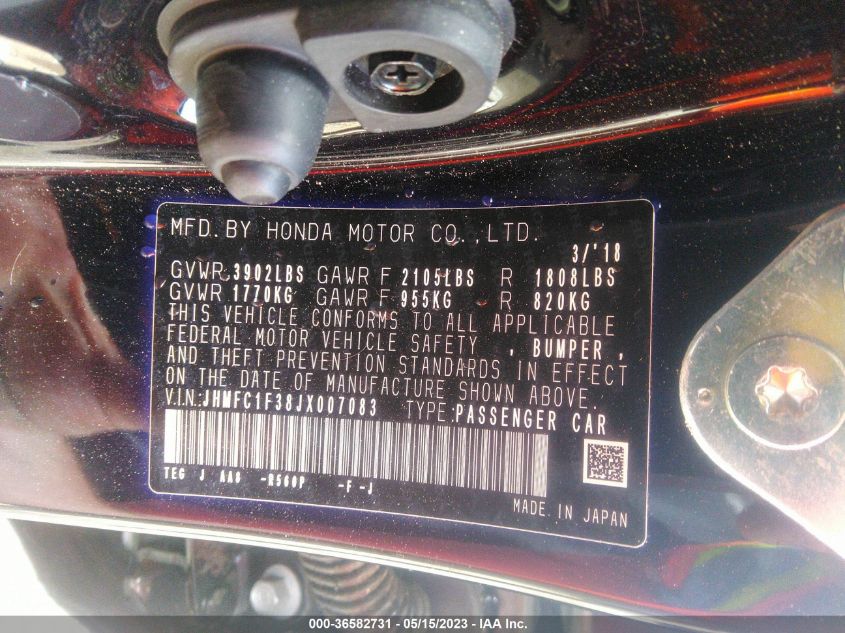 MFD. BY HONDA MOTOR CO.,LTD.
3/'18
GVWR 3902LBS GAWR F 2105LBS R 1808LBS
GVWR 1770KG GAWR F 955KG R 820KG
THIS VEHICLE CONFORMS TO ALL APPLICABLE
FEDERAL MOTOR VEHICLE SAFETY , BUMPER ,
AND THEFT PREVENTION STANDARDS IN EFFECT
ON THE DATE OF MANUFACTURE SHOWN ABOVE.
V.I.N: JHMFC1F38JX007083 TYPE: PASSENGER CAR
TEG J AA6 -R560P -F -J
MADE IN JAPAN
000-36582731 - 05/15/2023 - © IAA Inc.